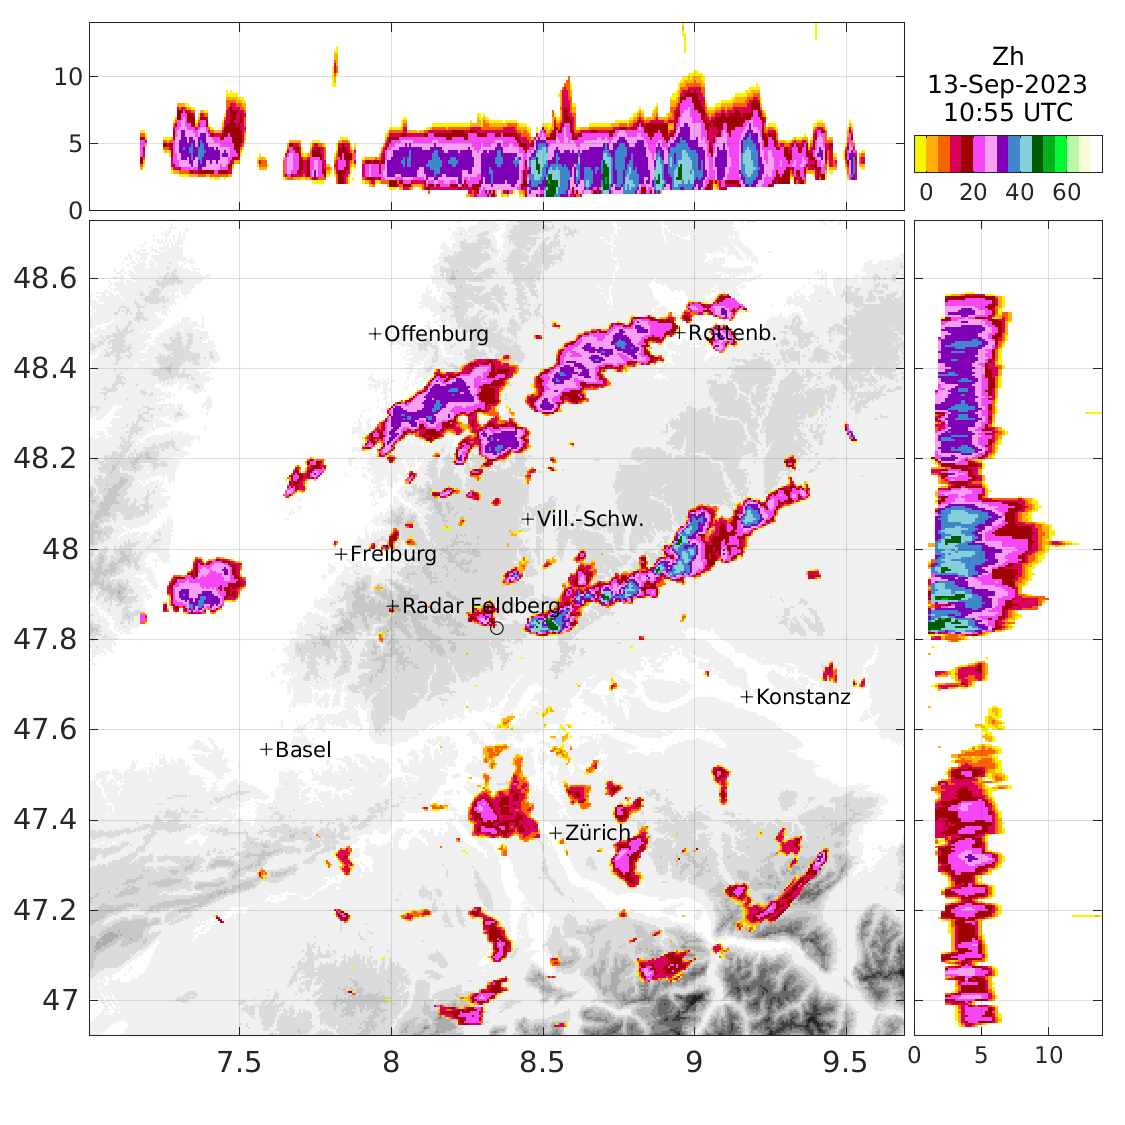 10
5
0
Zh
13-Sep-2023
10:55 UTC
0 20 40 60
48.6
48.4
48.2
48
47.8
47.6
47.4
47.2
47
+Offenburg
+Rottenb.
+Vill.-Schw.
+Freiburg
+Radar Feldberg
+Konstanz
+Basel
+Zürich
7.5 8 8.5 9 9.5
0 5 10